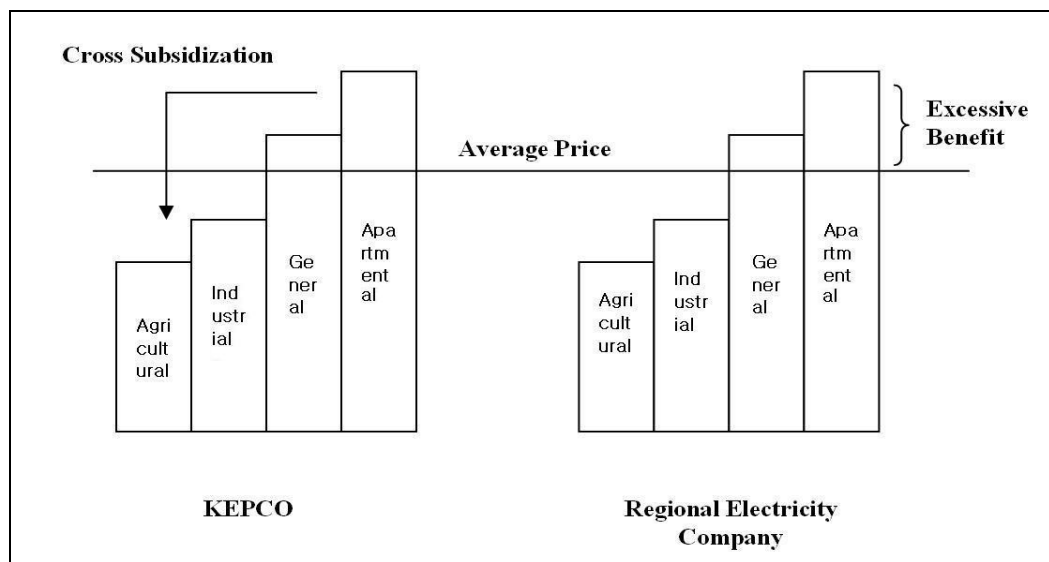 Cross Subsidization
Average Price
Excessive
Benefit
Agri
cult
ural
Ind
ustr
ial
Ge
ner
al
Apa
rtm
ent
al
Agri
cult
ural
Ind
ustr
ial
Ge
ner
al
Apa
rtm
ent
al
KEPCO
Regional Electricity
Company